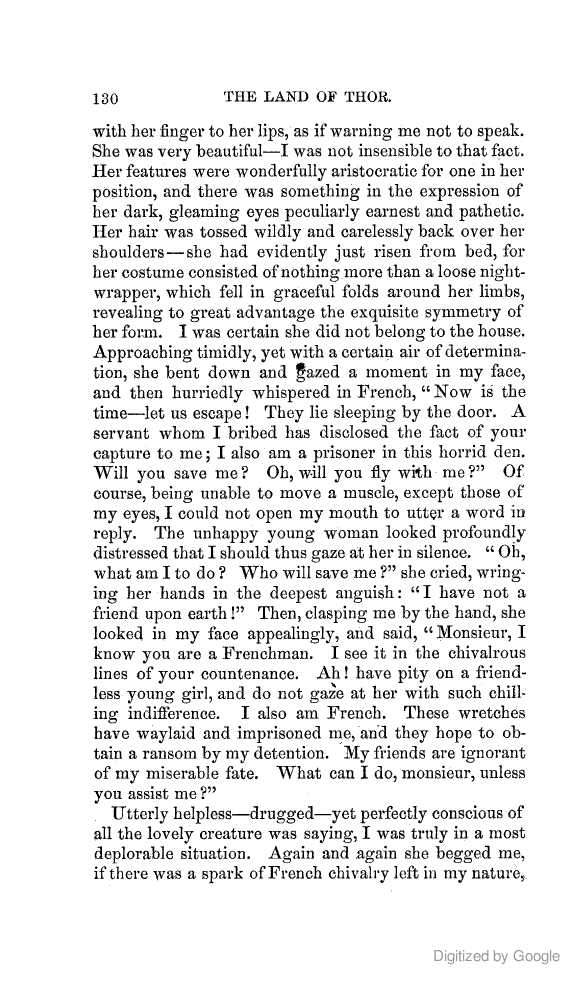 130 THE LAND OF THOR.
with her finger to her lips, as if warning me not to speak.
She was very beautiful—I was not insensible to that fact.
Her features were wonderfully aristocratic for one in her
position, and there was something in the expression of
her dark, gleaming eyes peculiarly earnest and pathetic.
Her hair was tossed wildly and carelessly back over her
shoulders—she had evidently just risen from bed, for
her costume consisted of nothing more than a loose night-
wrapper, which fell in graceful folds around her limbs,
revealing to great advantage the exquisite symmetry of
her form. I was certain she did not belong to the house.
Approaching timidly, yet with a certain air of determina-
tion, she bent down and gazed a moment in my face,
and then hurriedly whispered in French, “Now is the
time—let us escape! They lie sleeping by the door. A
servant whom I bribed has disclosed the fact of your
capture to me; I also am a prisoner in this horrid den.
Will you save me? Oh, will you fly with me?” Of
course, being unable to move a muscle, except those of
my eyes, I could not open my mouth to utter a word in
reply. The unhappy young woman looked profoundly
distressed that I should thus gaze at her in silence. “Oh,
what am I to do? Who will save me?” she cried, wring-
ing her hands in the deepest anguish: “I have not a
friend upon earth!” Then, clasping me by the hand, she
looked in my face appealingly, and said, “Monsieur, I
know you are a Frenchman. I see it in the chivalrous
lines of your countenance. Ah! have pity on a friend-
less young girl, and do not gaze at her with such chill-
ing indifference. I also am French. These wretches
have waylaid and imprisoned me, and they hope to ob-
tain a ransom by my detention. My friends are ignorant
of my miserable fate. What can I do, monsieur, unless
you assist me?”
Utterly helpless—drugged—yet perfectly conscious of
all the lovely creature was saying, I was truly in a most
deplorable situation. Again and again she begged me,
if there was a spark of French chivalry left in my nature,
Digitized by Google